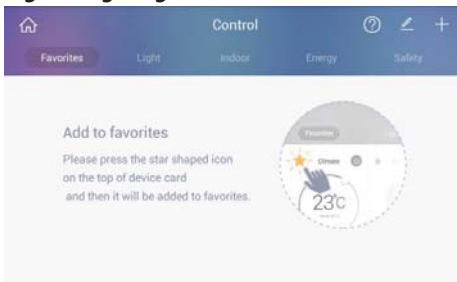 Control
Favorites Light Indoor Energy Safety
Add to favorites
Please press the star shaped icon
on the top of device card
and then it will be added to favorites.
Favorites
Climate
23°C